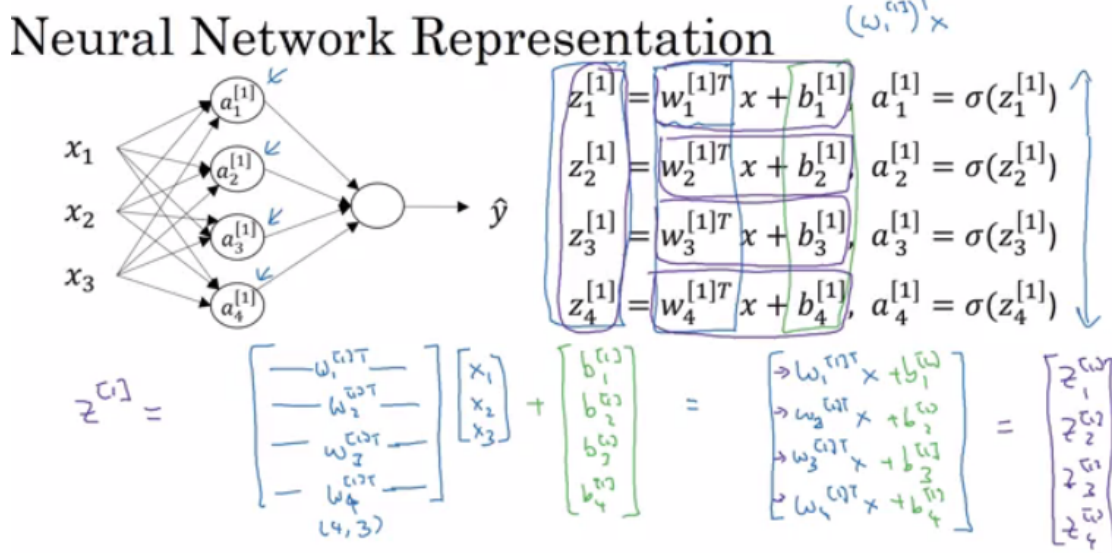 Neural Network Representation
(w₁^[1])ᵀ x
x₁
x₂
x₃
a₁^[1]
a₂^[1]
a₃^[1]
a₄^[1]
ŷ
z₁^[1] = w₁^[1]T x + b₁^[1], a₁^[1] = σ(z₁^[1])
z₂^[1] = w₂^[1]T x + b₂^[1], a₂^[1] = σ(z₂^[1])
z₃^[1] = w₃^[1]T x + b₃^[1], a₃^[1] = σ(z₃^[1])
z₄^[1] = w₄^[1]T x + b₄^[1], a₄^[1] = σ(z₄^[1])
z^[1] = [ — w₁^[1]T — ] [ x₁ ] + [ b₁^[1] ] = [ → w₁^[1]T x + b₁^[1] ] = [ z₁^[1] ]
[ — w₂^[1]T — ] [ x₂ ] [ b₂^[1] ] [ → w₂^[1]T x + b₂^[1] ] [ z₂^[1] ]
[ — w₃^[1]T — ] [ x₃ ] [ b₃^[1] ] [ → w₃^[1]T x + b₃^[1] ] [ z₃^[1] ]
[ — w₄^[1]T — ] [ b₄^[1] ] [ → w₄^[1]T x + b₄^[1] ] [ z₄^[1] ]
(4,3)